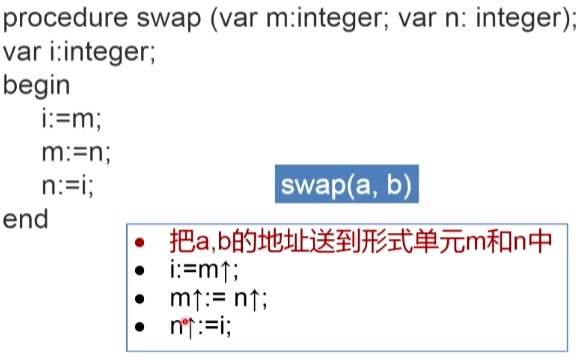 procedure swap (var m:integer; var n: integer);
var i:integer;
begin
i:=m;
m:=n;
n:=i;
swap(a, b)
end
• 把a,b的地址送到形式单元m和n中
• i:=m↑;
• m↑:= n↑;
• n↑:=i;